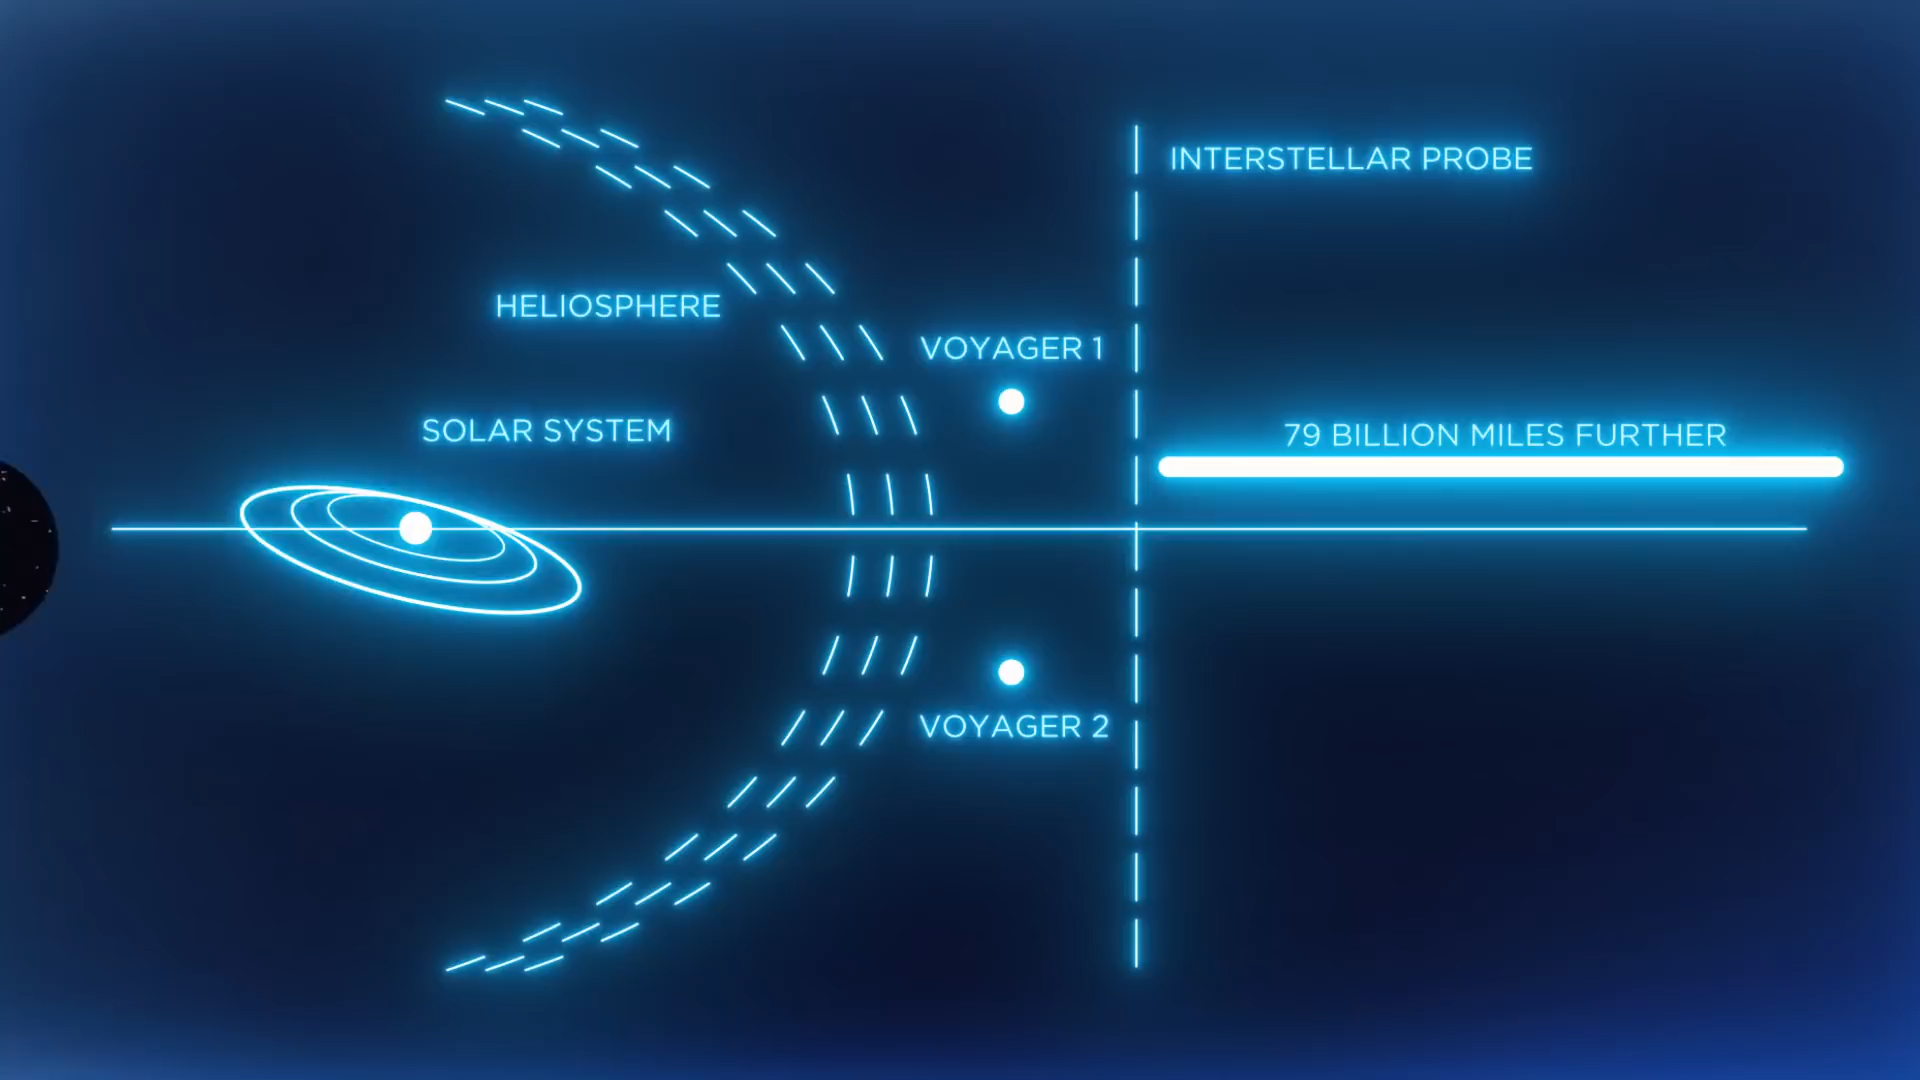 INTERSTELLAR PROBE
HELIOSPHERE
VOYAGER 1
SOLAR SYSTEM
79 BILLION MILES FURTHER
VOYAGER 2